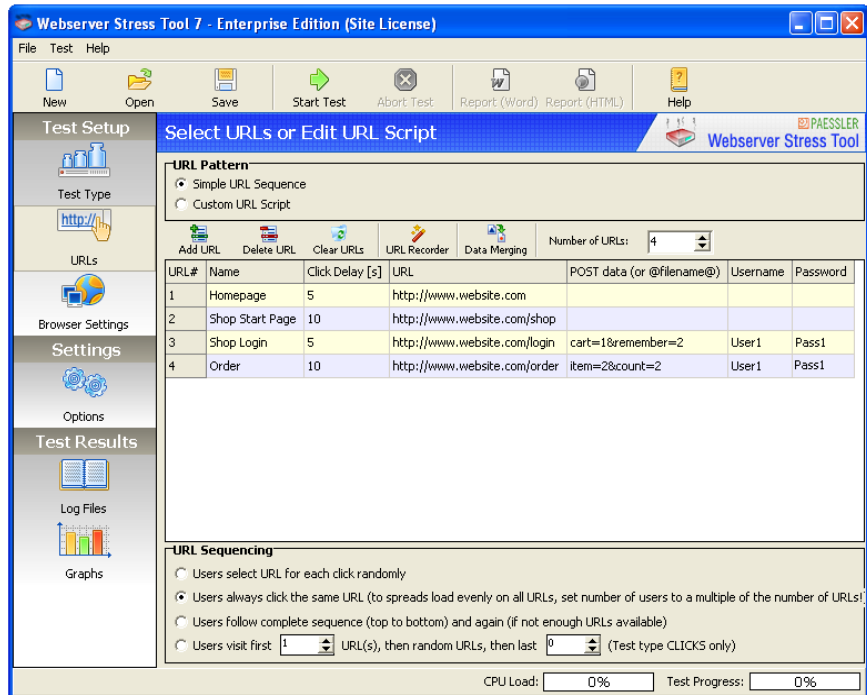 Webserver Stress Tool 7 - Enterprise Edition (Site License)
File Test Help
New Open Save Start Test Abort Test Report (Word) Report (HTML) Help
Test Setup
Select URLs or Edit URL Script
PAESSLER
Webserver Stress Tool
Test Type
http://
URLs
Browser Settings
Settings
Options
Test Results
Log Files
Graphs
URL Pattern
Simple URL Sequence
Custom URL Script
Add URL Delete URL Clear URLs URL Recorder Data Merging Number of URLs: 4
URL# Name Click Delay [s] URL POST data (or @filename@) Username Password
1 Homepage 5 http://www.website.com
2 Shop Start Page 10 http://www.website.com/shop
3 Shop Login 5 http://www.website.com/login cart=1&remember=2 User1 Pass1
4 Order 10 http://www.website.com/order item=2&count=2 User1 Pass1
URL Sequencing
Users select URL for each click randomly
Users always click the same URL (to spreads load evenly on all URLs, set number of users to a multiple of the number of URLs!
Users follow complete sequence (top to bottom) and again (if not enough URLs available)
Users visit first 1 URL(s), then random URLs, then last 0 (Test type CLICKS only)
CPU Load: 0% Test Progress: 0%